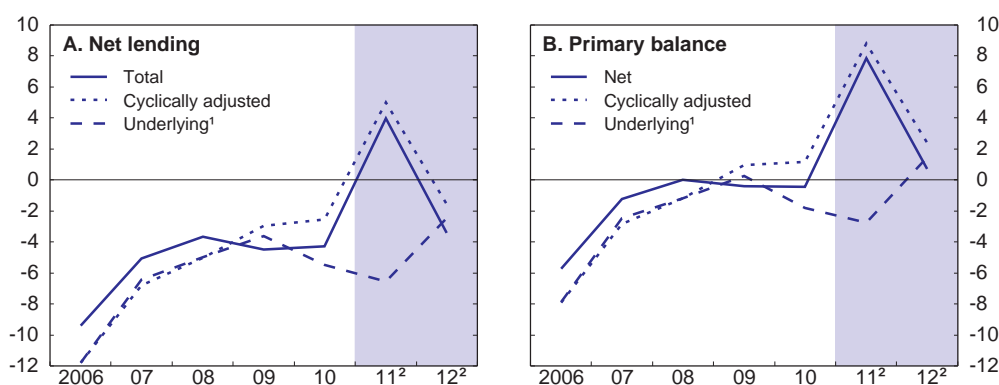 A. Net lending
Total
Cyclically adjusted
Underlying¹
10
8
6
4
2
0
-2
-4
-6
-8
-10
-12
2006 07 08 09 10 11² 12²
B. Primary balance
Net
Cyclically adjusted
Underlying¹
10
8
6
4
2
0
-2
-4
-6
-8
-10
-12
2006 07 08 09 10 11² 12²